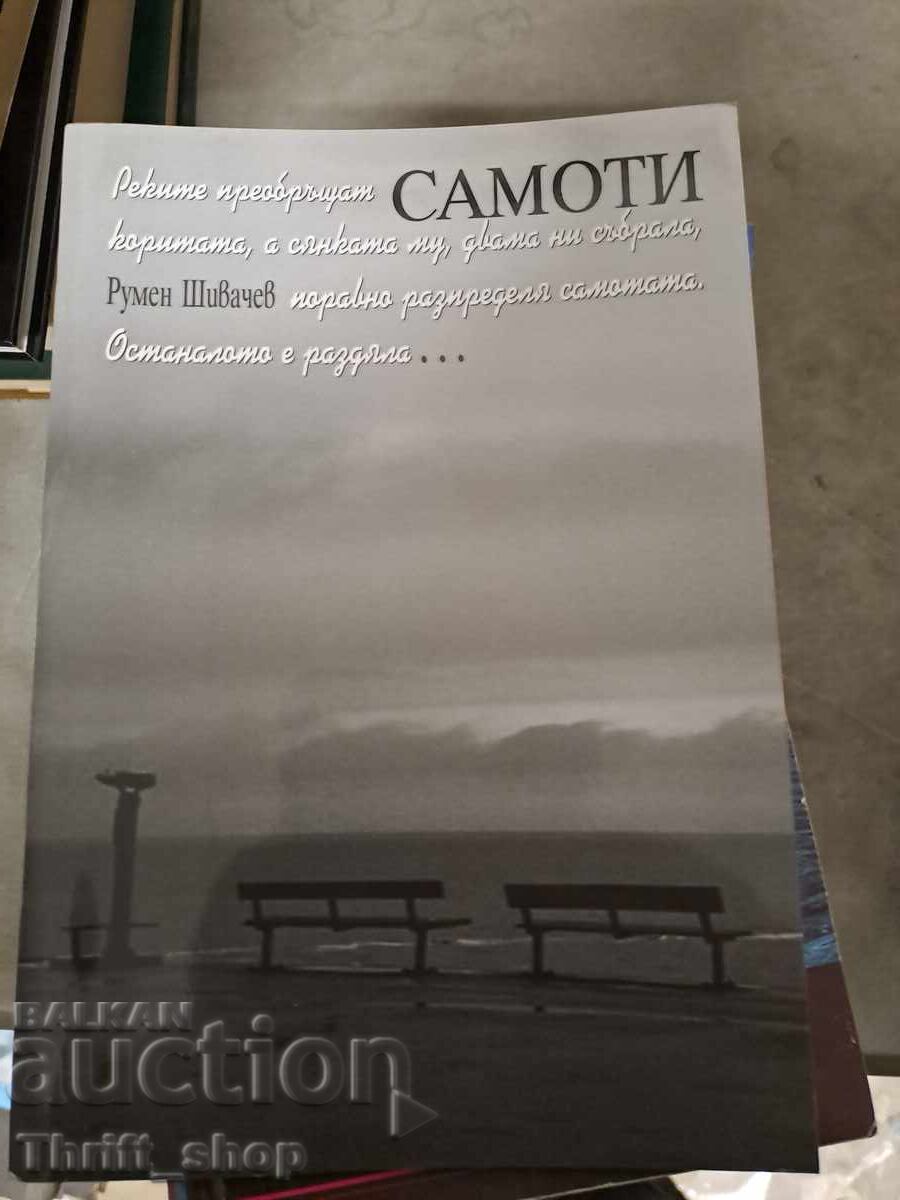 Реките преобръщат САМОТИ
коритата, а сянката му, двама ни събрала,
Румен Шивачев поравно разпределя самотата.
Останалото е раздяла . . .
BALKAN
auction
Thrift_shop